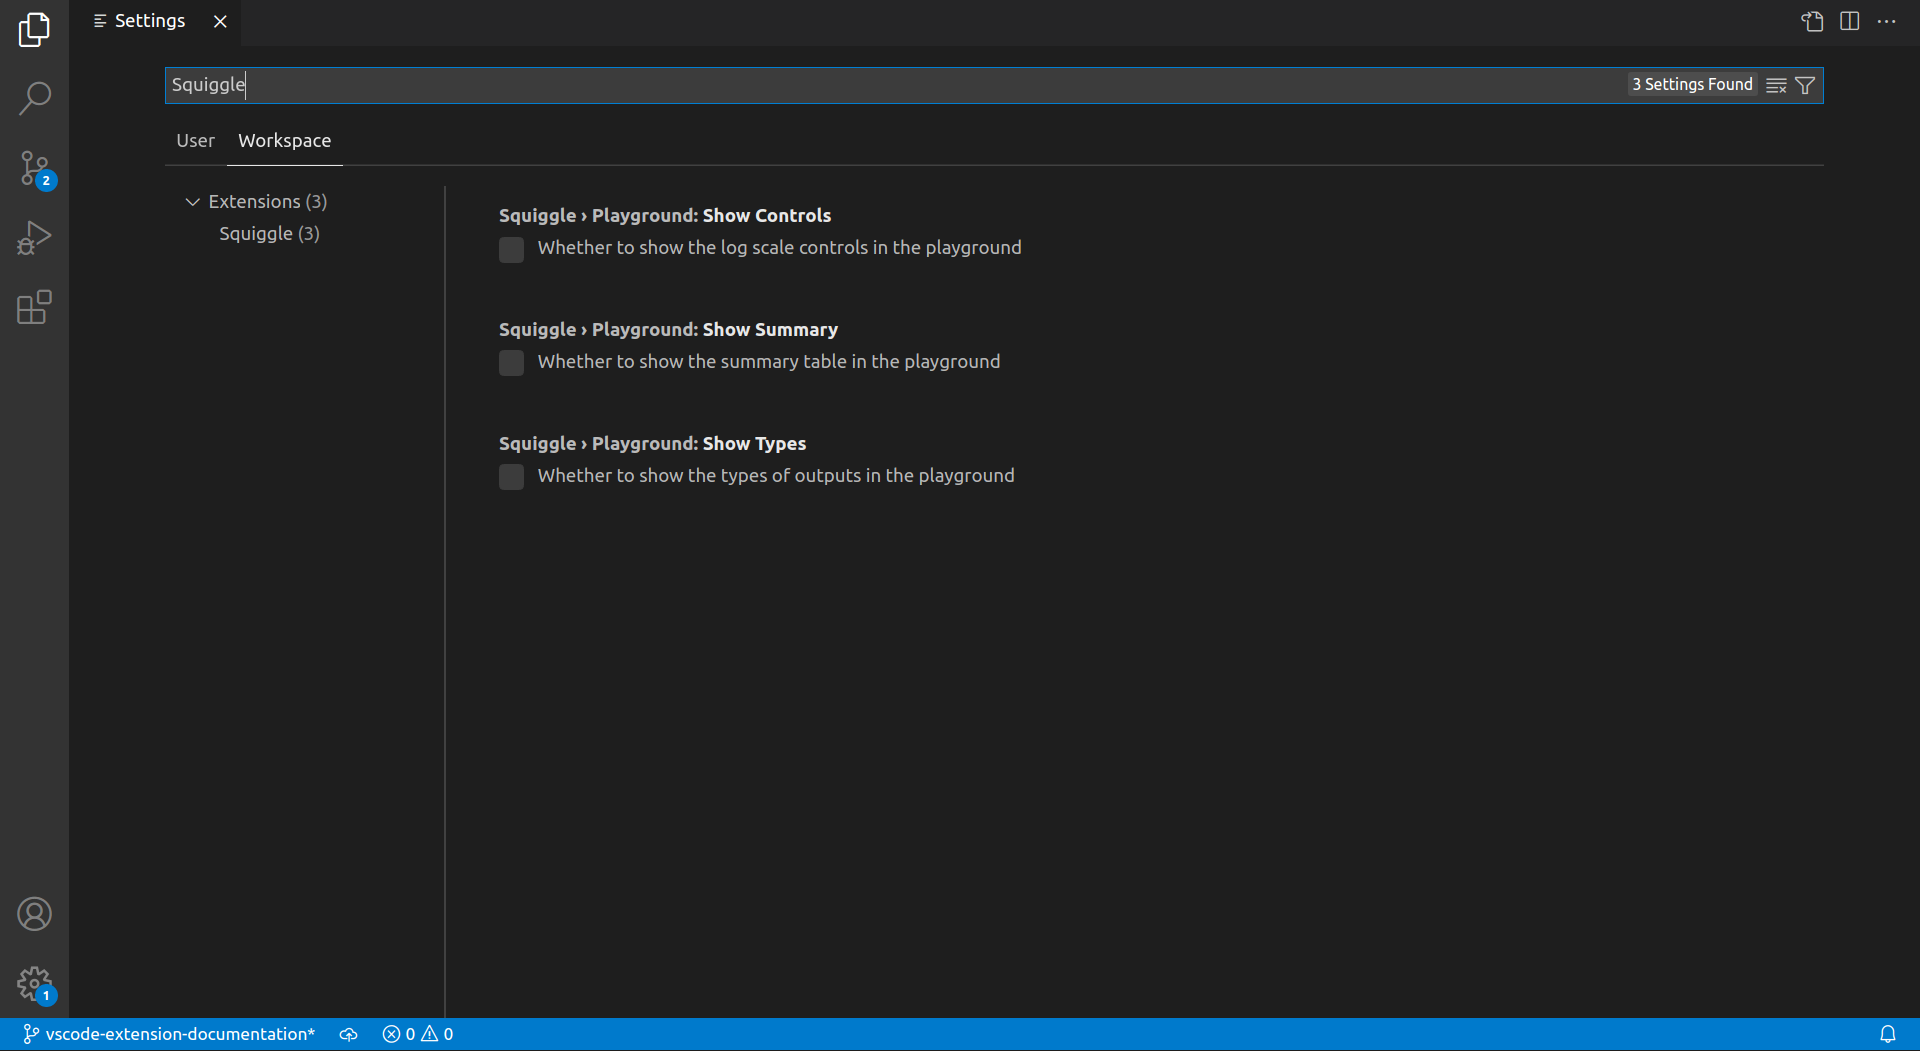 Settings
Squiggle
3 Settings Found
User Workspace
Extensions (3)
Squiggle (3)
Squiggle › Playground: Show Controls
Whether to show the log scale controls in the playground
Squiggle › Playground: Show Summary
Whether to show the summary table in the playground
Squiggle › Playground: Show Types
Whether to show the types of outputs in the playground
2
1
vscode-extension-documentation* 0 0